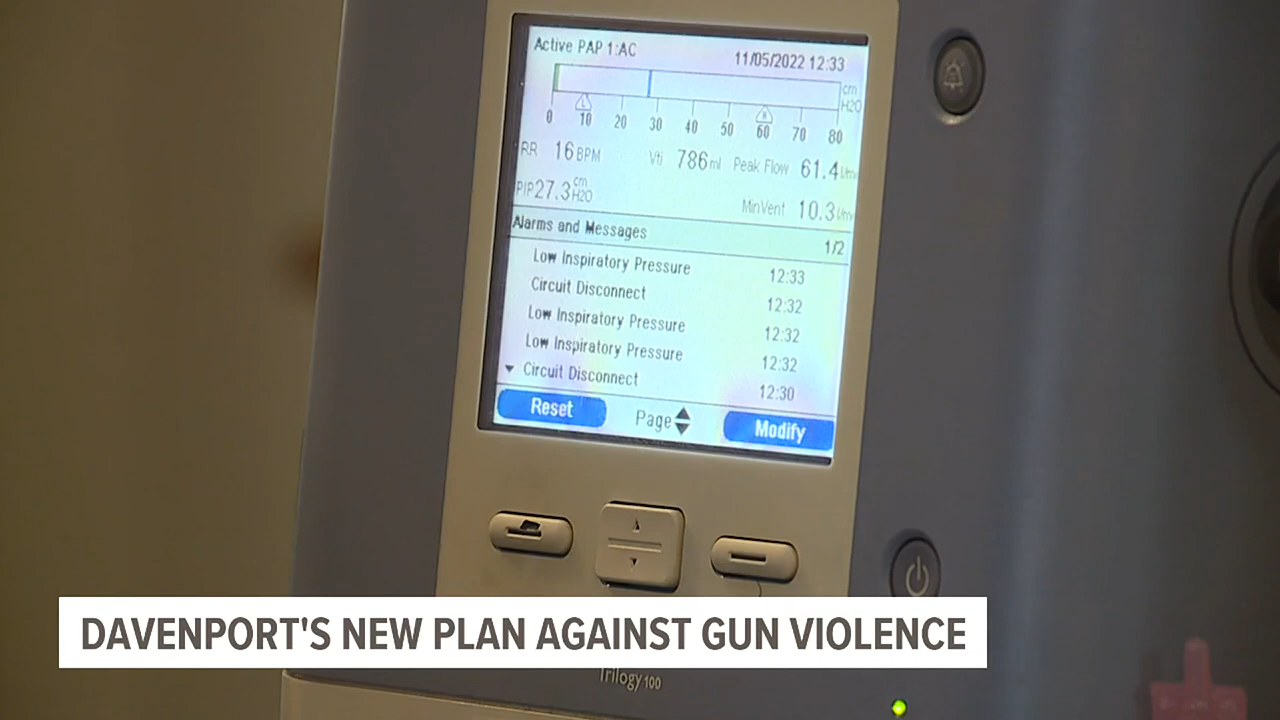 Active PAP 1:AC 11/05/2022 12:33
cm
H2O
L H
0 10 20 30 40 50 60 70 80
RR 16 BPM Vti 786 ml Peak Flow 61.4
PIP 27.3 cm H2O MinVent 10.3
Alarms and Messages 1/2
Low Inspiratory Pressure 12:33
Circuit Disconnect 12:32
Low Inspiratory Pressure 12:32
Low Inspiratory Pressure 12:32
Circuit Disconnect 12:30
Reset Page Modify
DAVENPORT'S NEW PLAN AGAINST GUN VIOLENCE
Trilogy 100